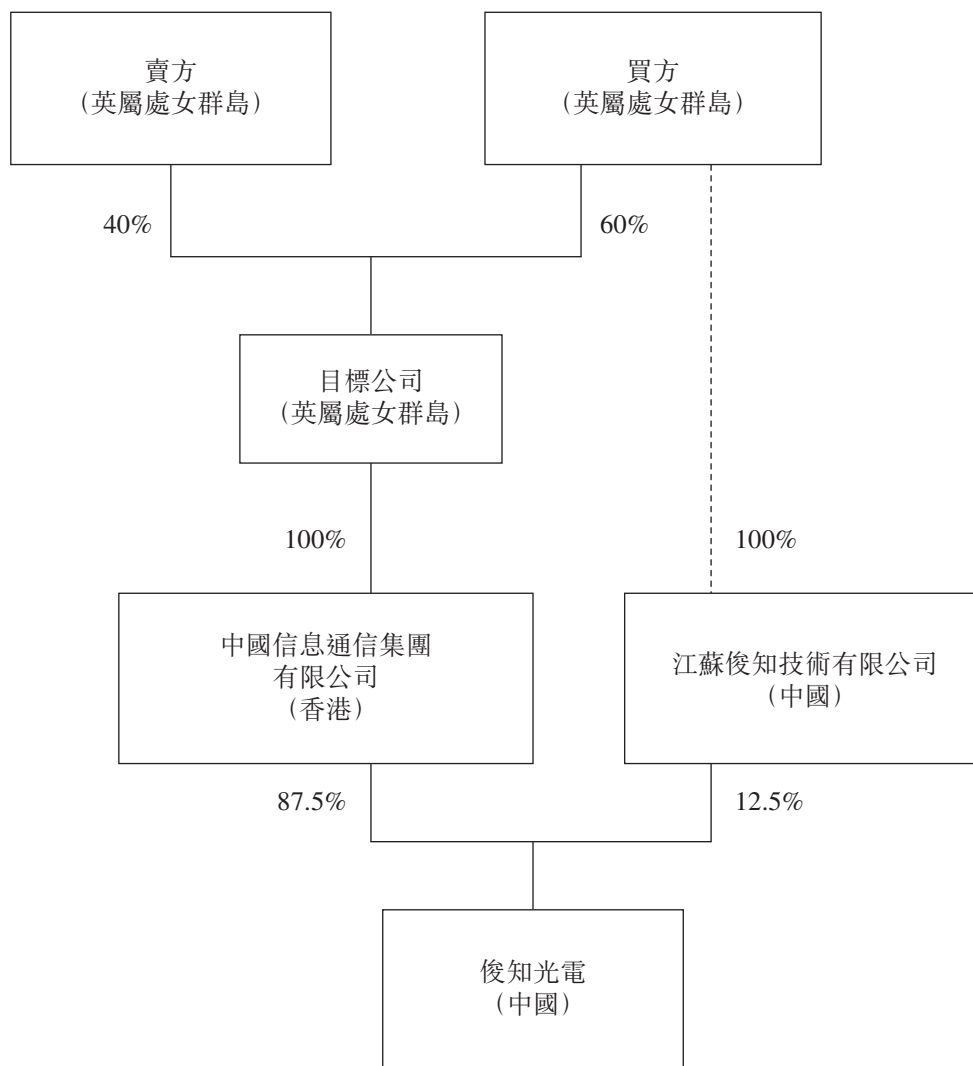 賣方
（英屬處女群島）
買方
（英屬處女群島）
40%
60%
目標公司
（英屬處女群島）
100%
100%
中國信息通信集團
有限公司
（香港）
江蘇俊知技術有限公司
（中國）
87.5%
12.5%
俊知光電
（中國）